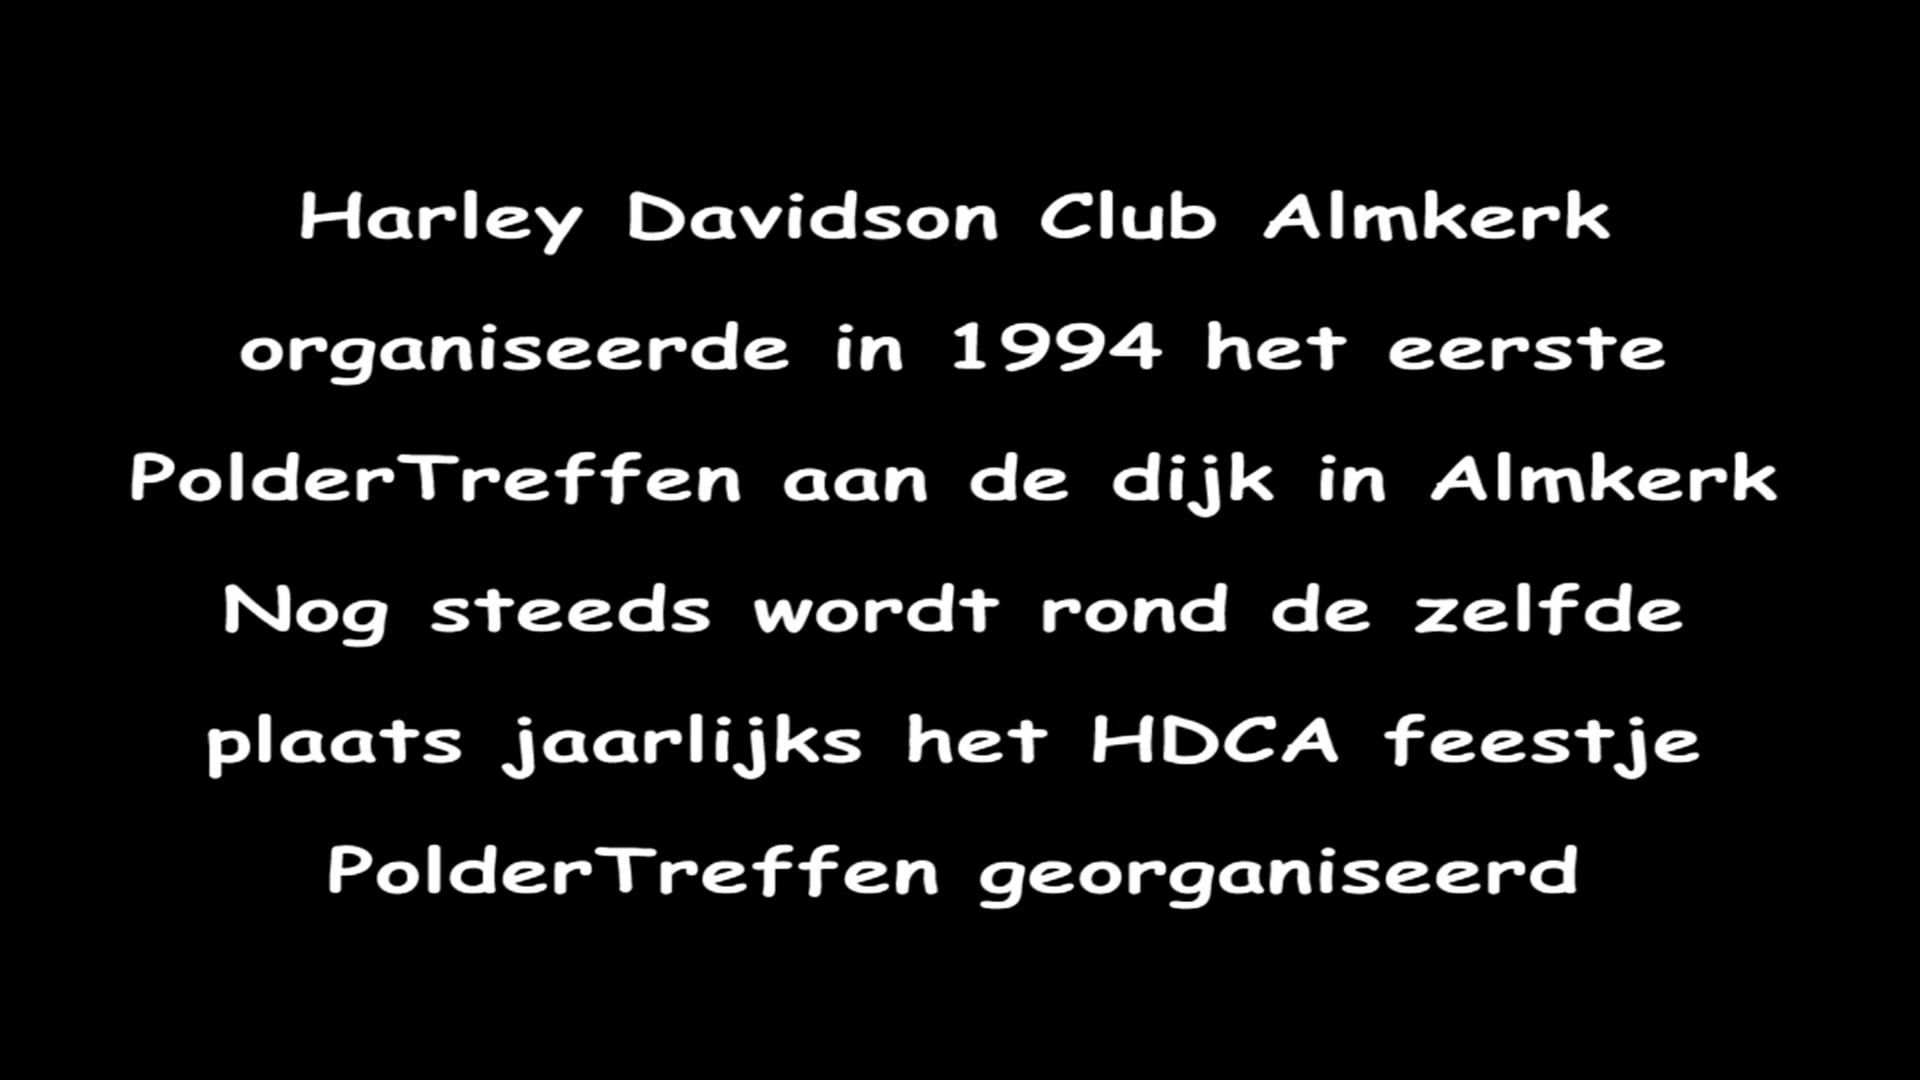 Harley Davidson Club Almkerk
organiseerde in 1994 het eerste
PolderTreffen aan de dijk in Almkerk
Nog steeds wordt rond de zelfde
plaats jaarlijks het HDCA feestje
PolderTreffen georganiseerd